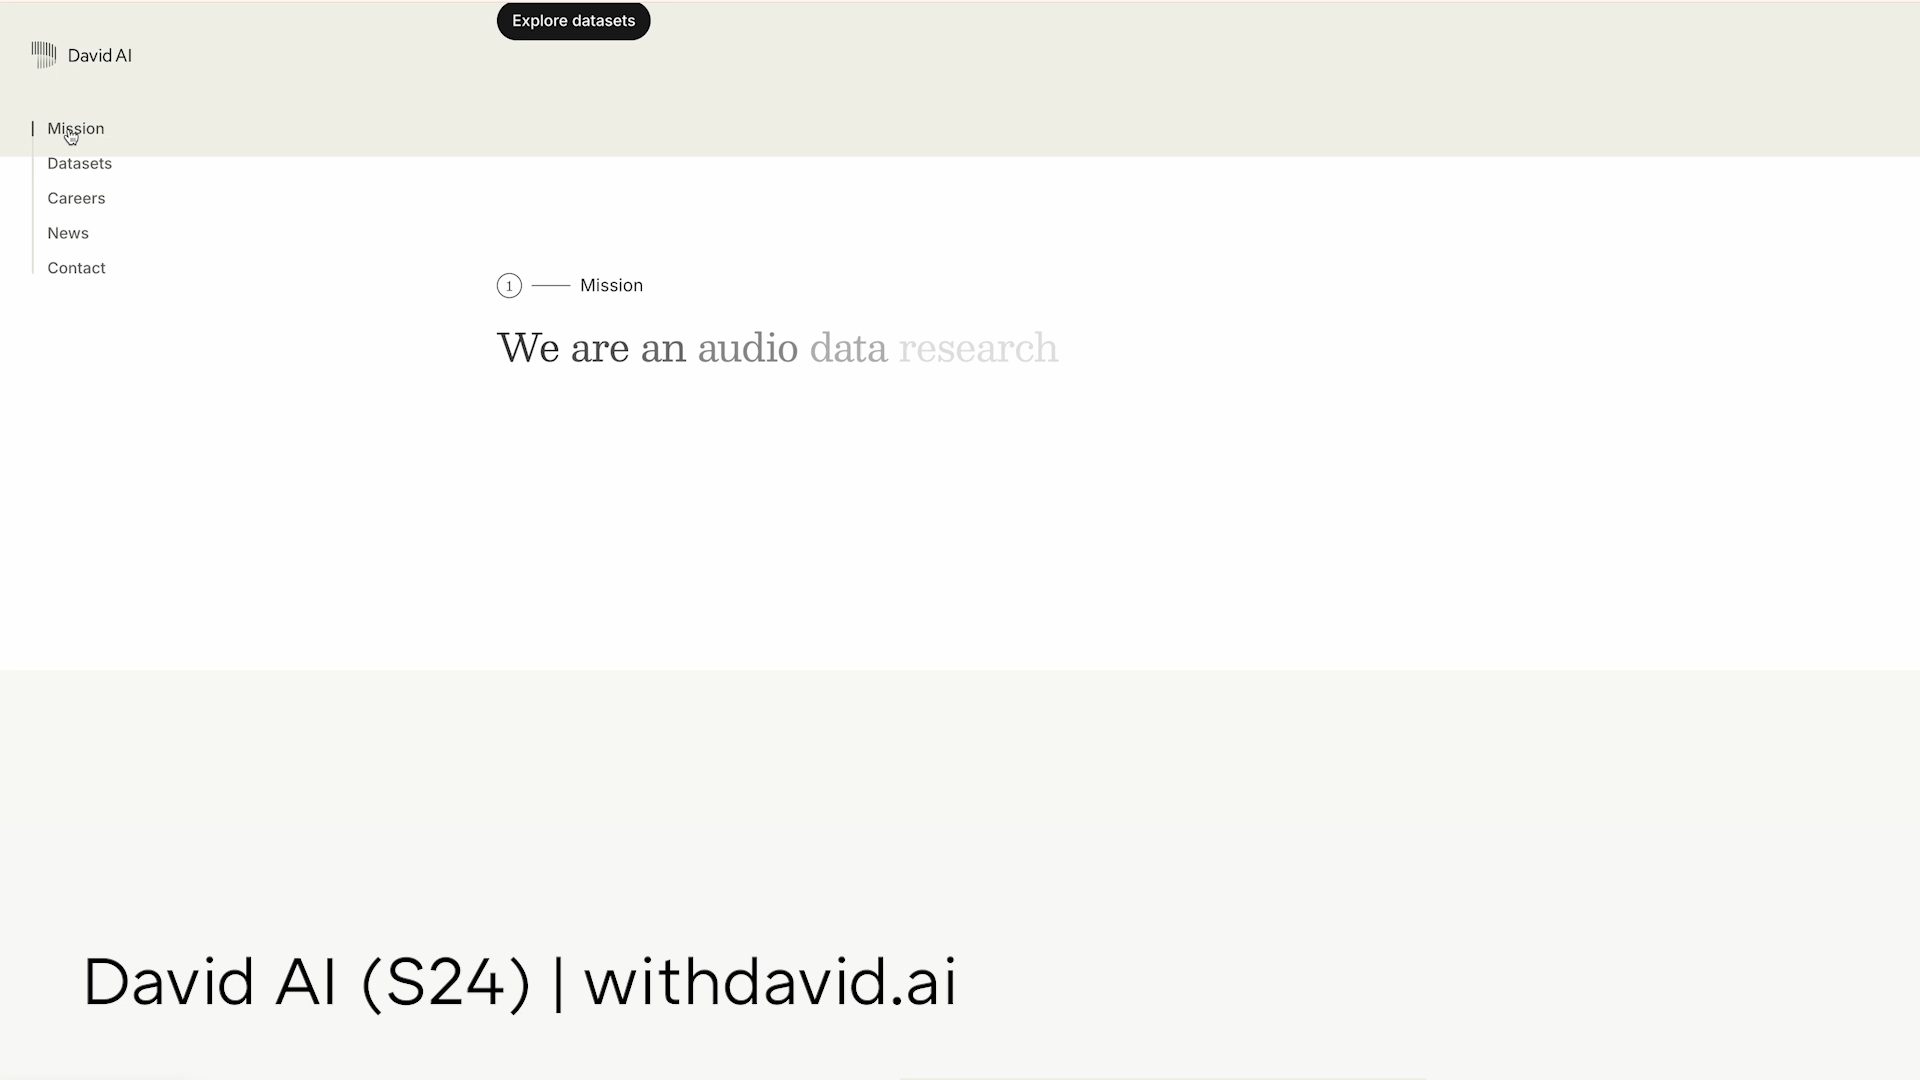 Explore datasets
David AI
Mission
Datasets
Careers
News
Contact
1 Mission
We are an audio data research
David AI (S24) | withdavid.ai